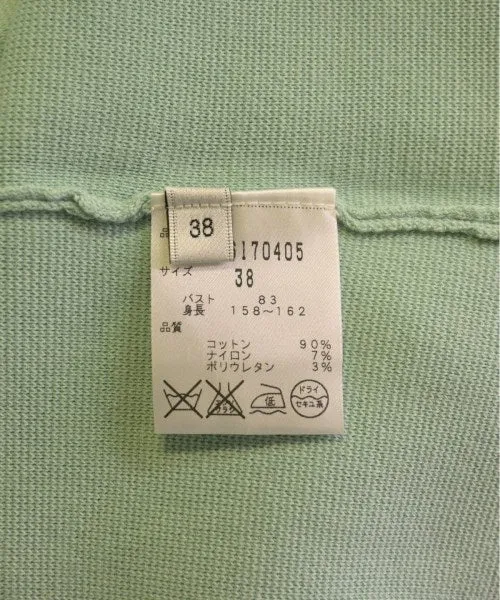 38
品
6170405
サイズ 38
バスト 83
身長 158～162
品質
コットン 90%
ナイロン 7%
ポリウレタン 3%
低
ドライ
セキユ系